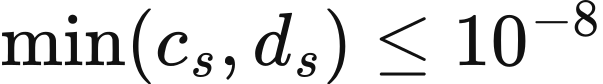 min(c_s, d_s) ≤ 10^{-8}